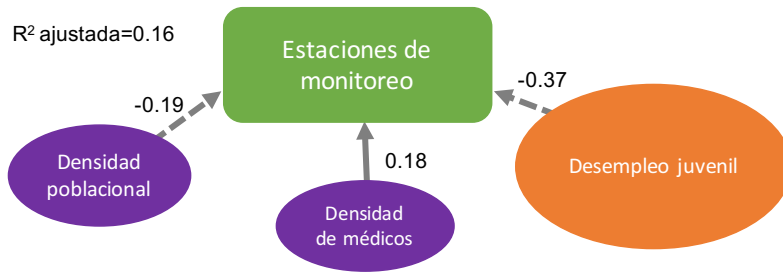 R² ajustada=0.16
Estaciones de
monitoreo
-0.19
-0.37
0.18
Densidad
poblacional
Densidad
de médicos
Desempleo juvenil